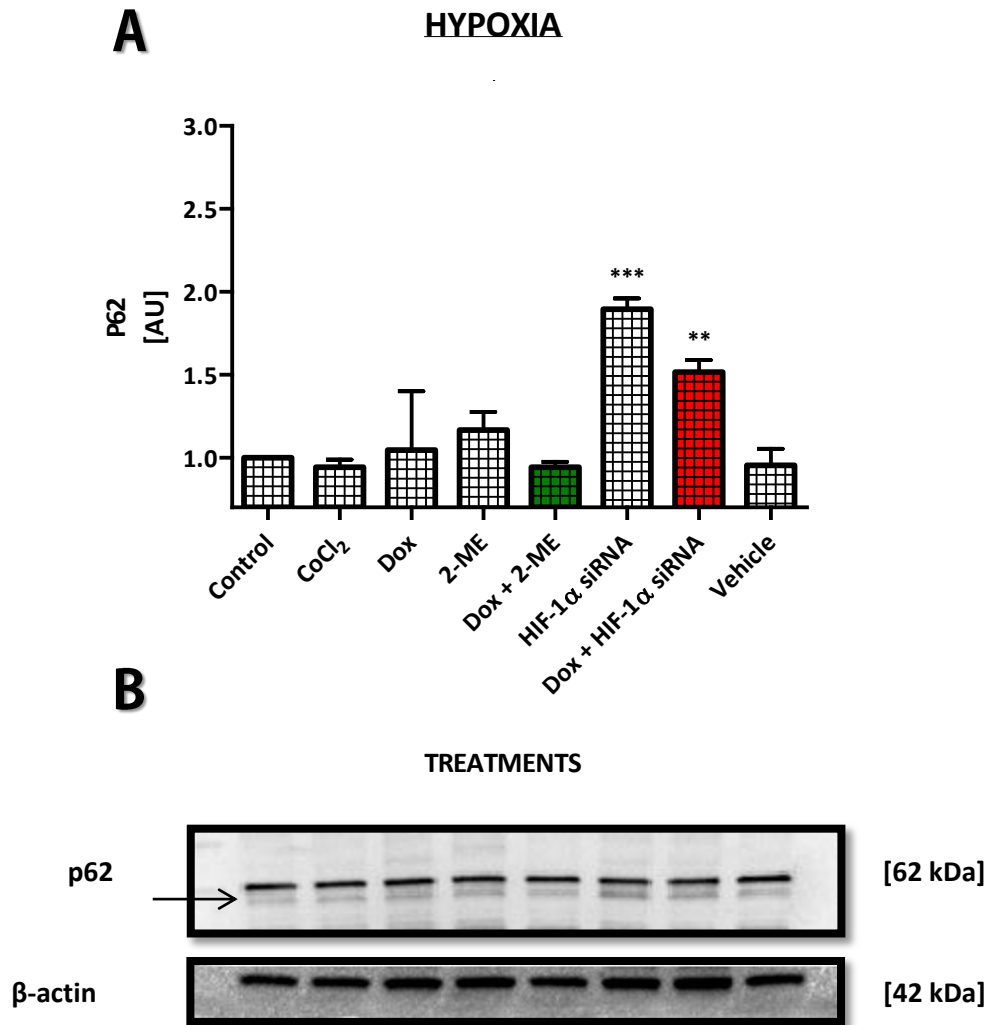 A
HYPOXIA
3.0
2.5
2.0
1.5
1.0
P62
[AU]
***
**
Control
CoCl₂
Dox
2-ME
Dox + 2-ME
HIF-1α siRNA
Dox + HIF-1α siRNA
Vehicle
B
TREATMENTS
p62
[62 kDa]
β-actin
[42 kDa]